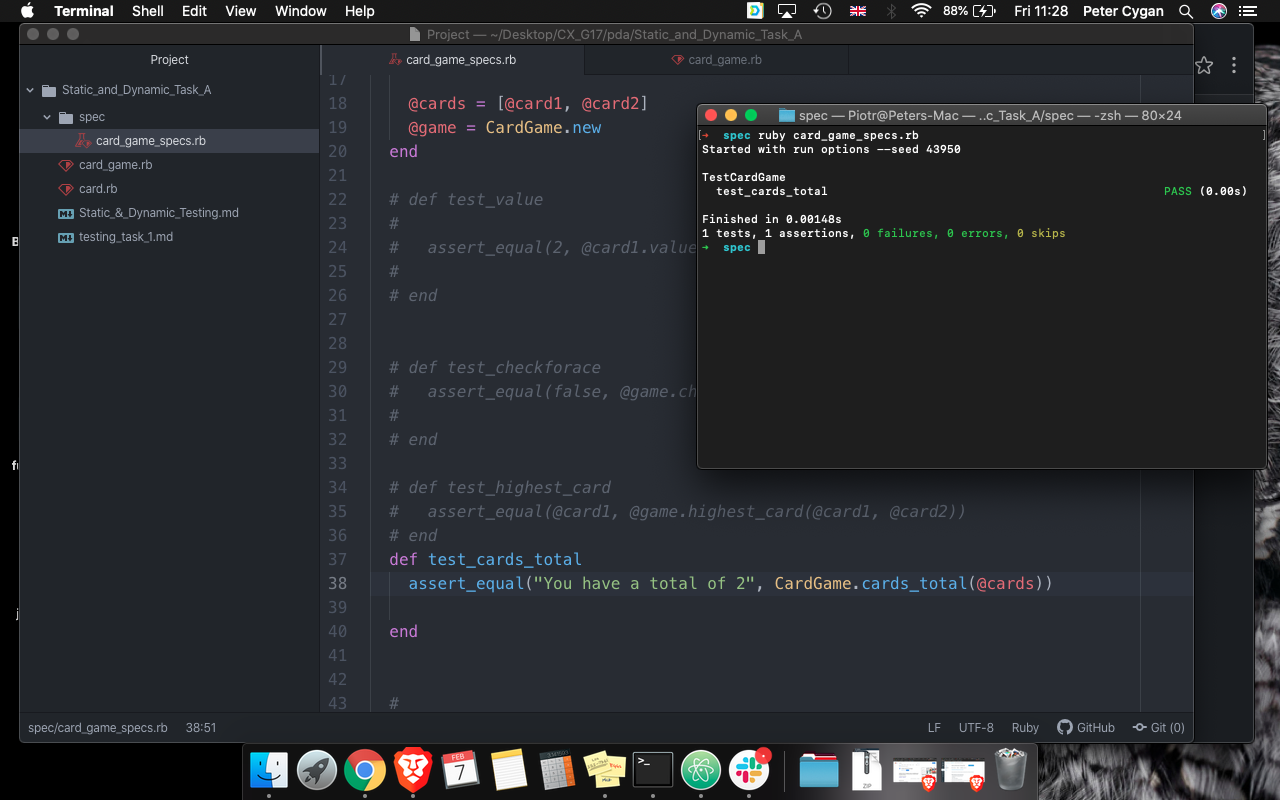 Terminal Shell Edit View Window Help 88% Fri 11:28 Peter Cygan
Project — ~/Desktop/CX_G17/pda/Static_and_Dynamic_Task_A
Project
Static_and_Dynamic_Task_A
spec
card_game_specs.rb
card_game.rb
card.rb
Static_&_Dynamic_Testing.md
testing_task_1.md
card_game_specs.rb card_game.rb
17
18 @cards = [@card1, @card2]
19 @game = CardGame.new
20 end
21
22 # def test_value
23 #
24 # assert_equal(2, @card1.value
25 #
26 # end
27
28
29 # def test_checkforace
30 # assert_equal(false, @game.ch
31 #
32 # end
33
34 # def test_highest_card
35 # assert_equal(@card1, @game.highest_card(@card1, @card2))
36 # end
37 def test_cards_total
38 assert_equal("You have a total of 2", CardGame.cards_total(@cards))
39
40 end
41
42
43 #
spec — Piotr@Peters-Mac — ..c_Task_A/spec — -zsh — 80×24
[→ spec ruby card_game_specs.rb ]
Started with run options --seed 43950
TestCardGame
test_cards_total PASS (0.00s)
Finished in 0.00148s
1 tests, 1 assertions, 0 failures, 0 errors, 0 skips
→ spec
spec/card_game_specs.rb 38:51 LF UTF-8 Ruby GitHub Git (0)
FEB
7
>_
ZIP